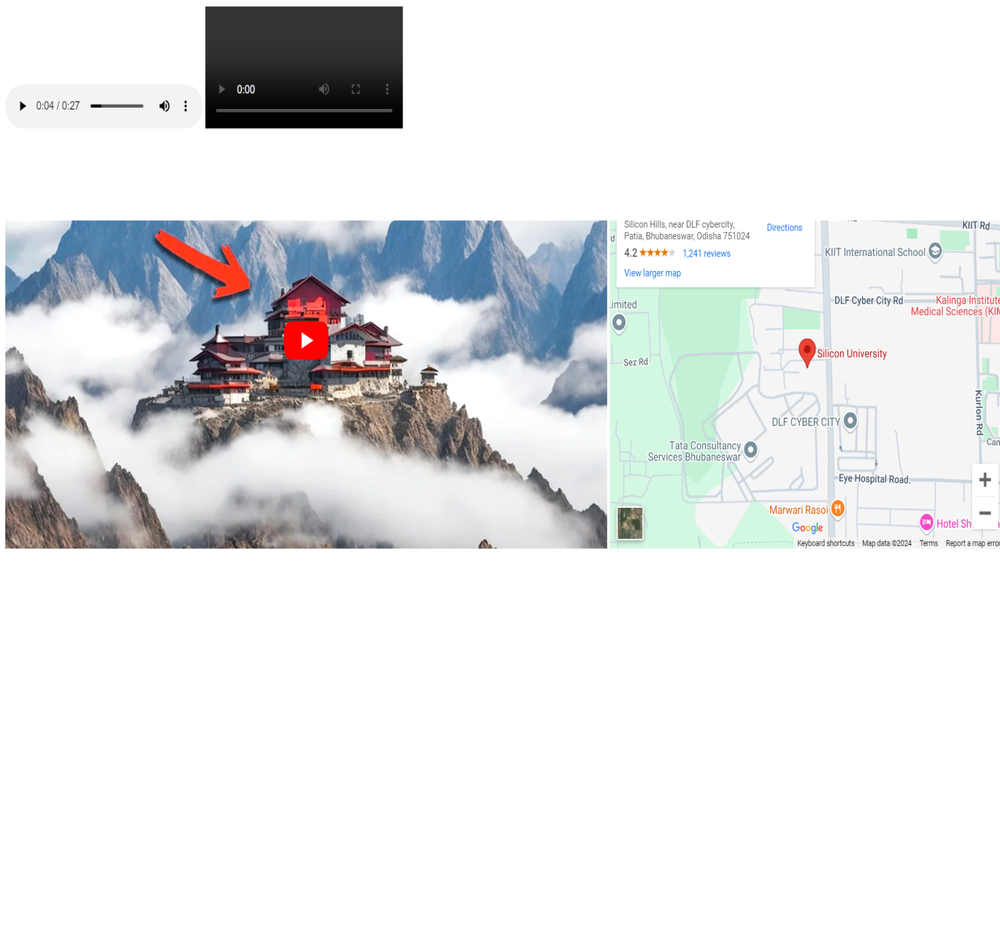 0:04 / 0:27
0:00
Silicon Hills, near DLF cybercity,
Patia, Bhubaneswar, Odisha 751024
Directions
4.2
1,241 reviews
View larger map
KIIT Rd
KIIT International School
DLF Cyber City Rd
Kalinga Institute
Medical Sciences (KIM
Limited
Sez Rd
Silicon University
Kurlon Rd
DLF CYBER CITY
Cam
Tata Consultancy
Services Bhubaneswar
Eye Hospital Road.
Marwari Rasoi
Google
Hotel Sh
Keyboard shortcuts Map data ©2024 Terms Report a map error